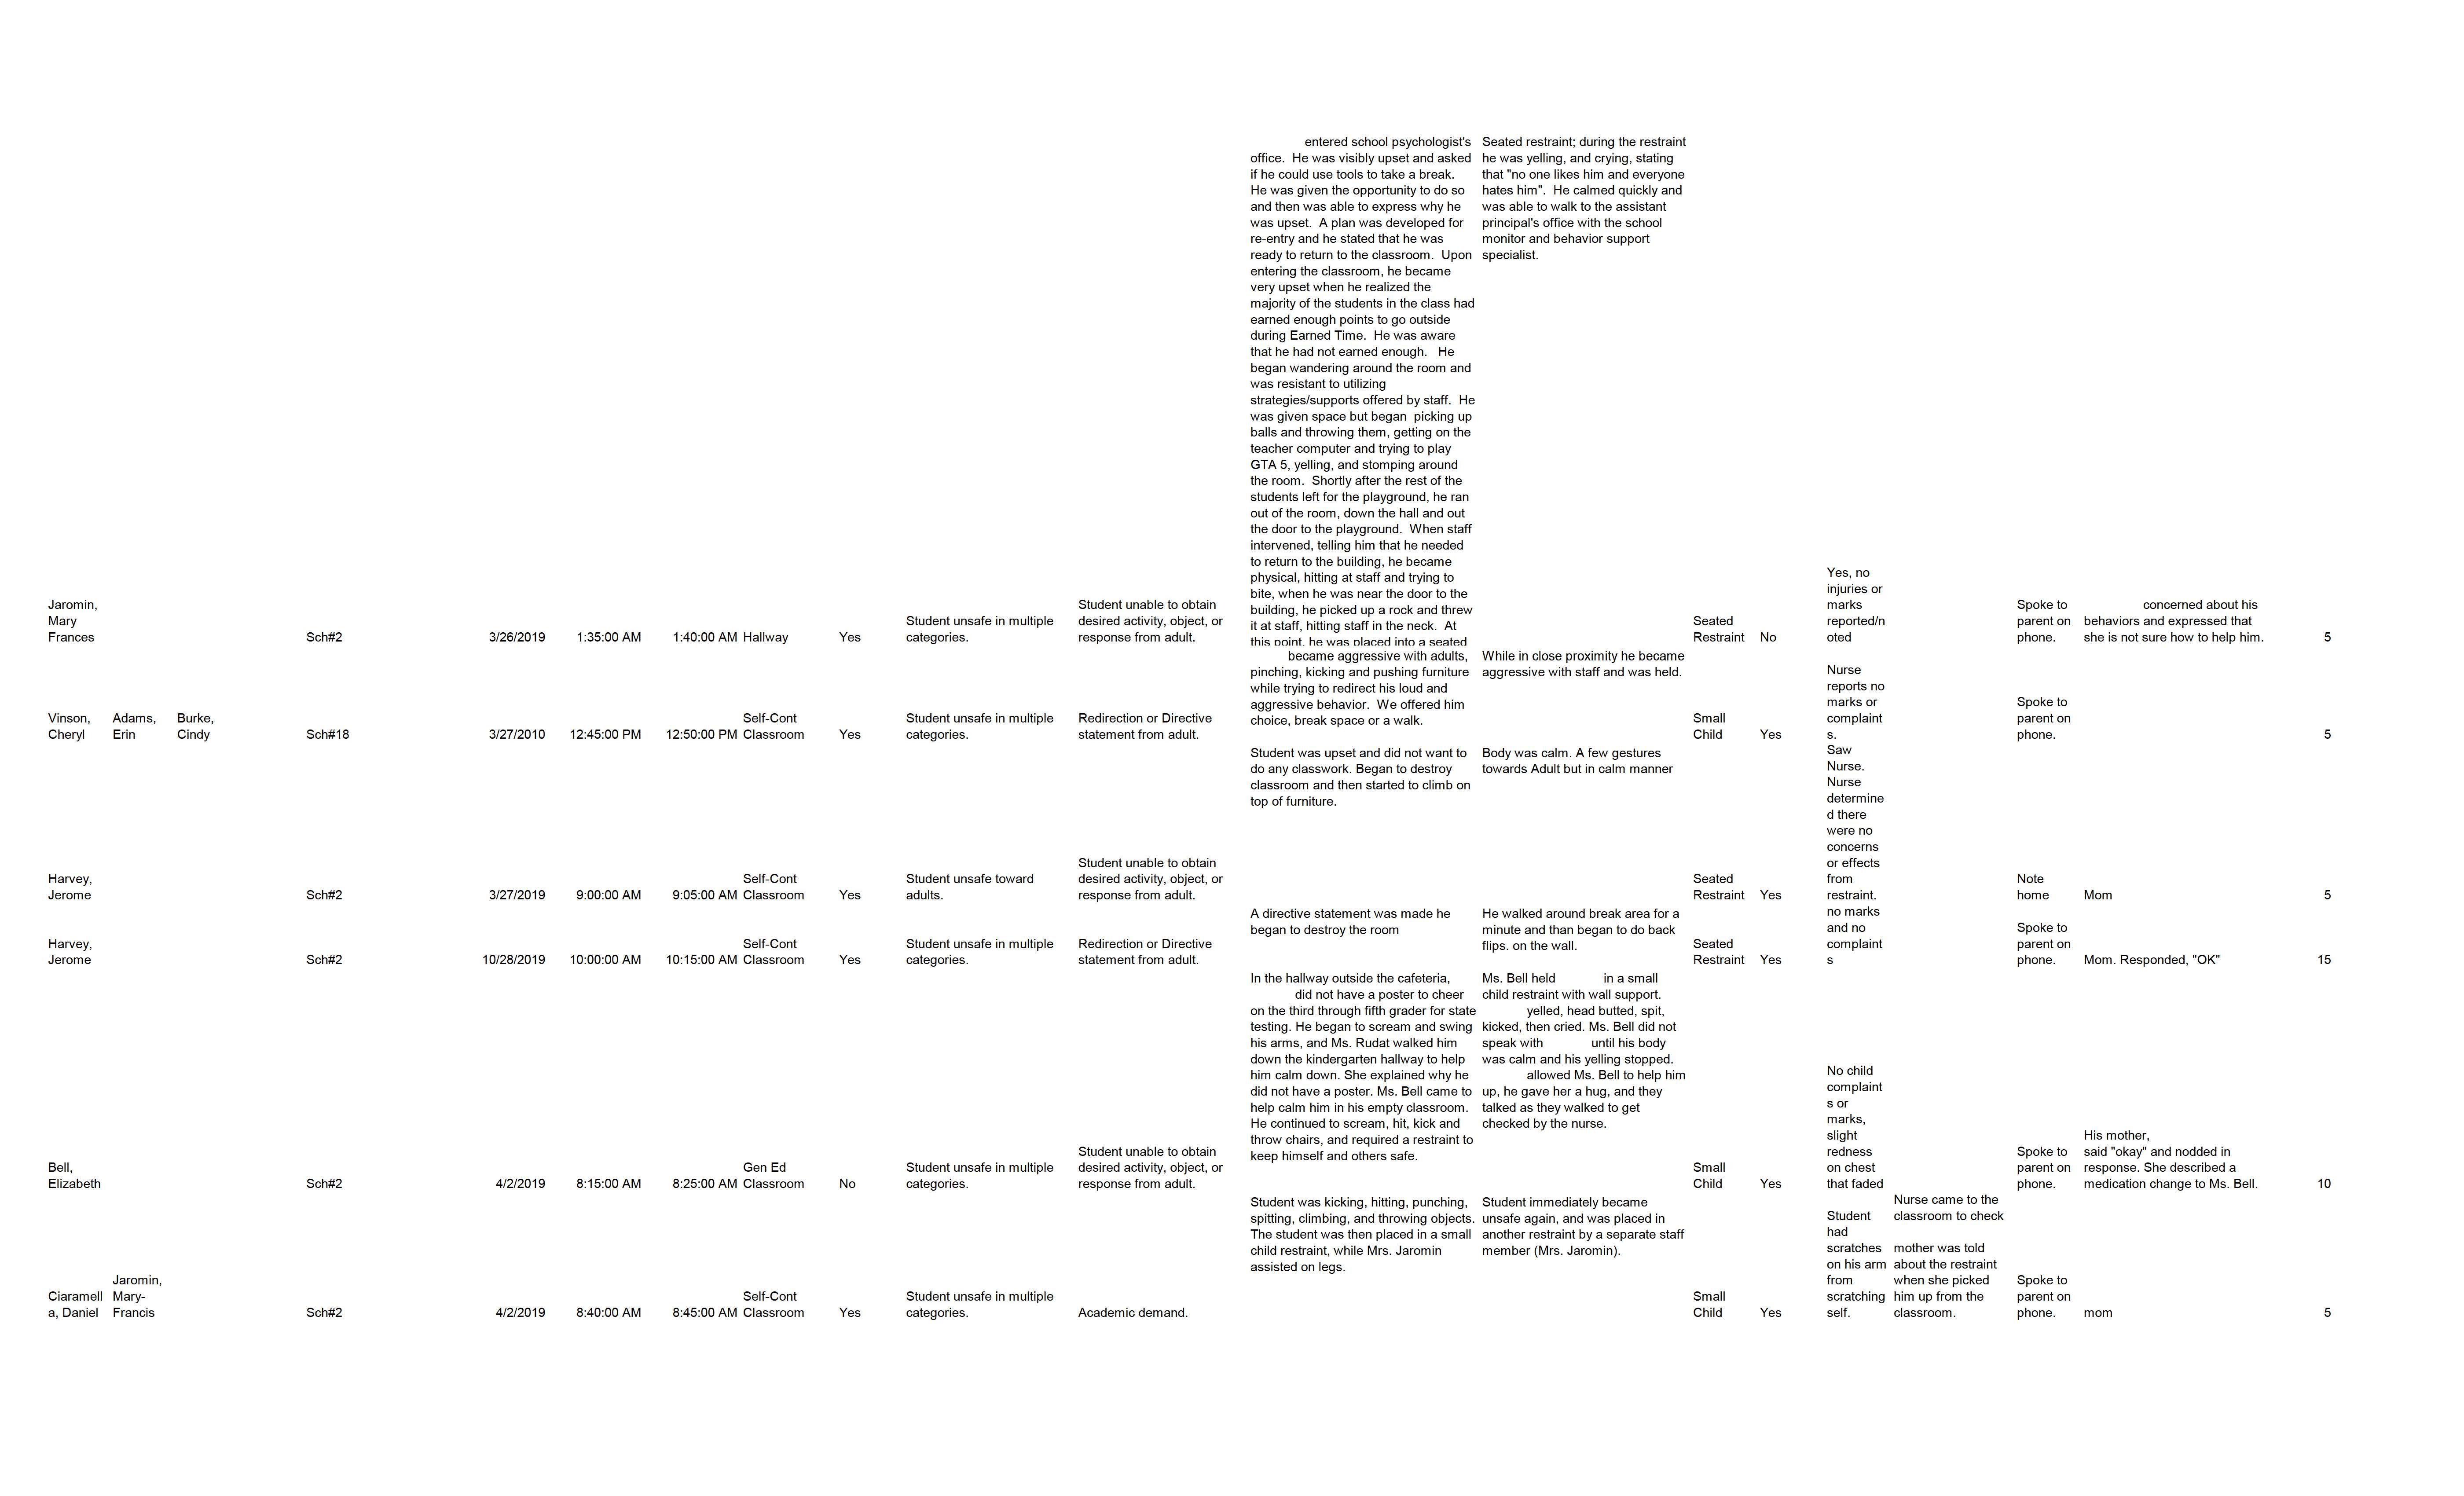 Jaromin,
Mary
Frances
Sch#2
3/26/2019
1:35:00 AM
1:40:00 AM
Hallway
Yes
Student unsafe in multiple
categories.
Student unable to obtain
desired activity, object, or
response from adult.
entered school psychologist's
office.  He was visibly upset and asked
if he could use tools to take a break.
He was given the opportunity to do so
and then was able to express why he
was upset.  A plan was developed for
re-entry and he stated that he was
ready to return to the classroom.  Upon
entering the classroom, he became
very upset when he realized the
majority of the students in the class had
earned enough points to go outside
during Earned Time.  He was aware
that he had not earned enough.   He
began wandering around the room and
was resistant to utilizing
strategies/supports offered by staff.  He
was given space but began  picking up
balls and throwing them, getting on the
teacher computer and trying to play
GTA 5, yelling, and stomping around
the room.  Shortly after the rest of the
students left for the playground, he ran
out of the room, down the hall and out
the door to the playground.  When staff
intervened, telling him that he needed
to return to the building, he became
physical, hitting at staff and trying to
bite, when he was near the door to the
building, he picked up a rock and threw
it at staff, hitting staff in the neck.  At
this point, he was placed into a seated
Seated restraint; during the restraint
he was yelling, and crying, stating
that "no one likes him and everyone
hates him".  He calmed quickly and
was able to walk to the assistant
principal's office with the school
monitor and behavior support
specialist.
Seated
Restraint
No
Yes, no
injuries or
marks
reported/n
oted
Spoke to
parent on
phone.
concerned about his
behaviors and expressed that
she is not sure how to help him.
5
Vinson,
Cheryl
Adams,
Erin
Burke,
Cindy
Sch#18
3/27/2010
12:45:00 PM
12:50:00 PM
Self-Cont
Classroom
Yes
Student unsafe in multiple
categories.
Redirection or Directive
statement from adult.
became aggressive with adults,
pinching, kicking and pushing furniture
while trying to redirect his loud and
aggressive behavior.  We offered him
choice, break space or a walk.
While in close proximity he became
aggressive with staff and was held.
Small
Child
Yes
Nurse
reports no
marks or
complaint
s.
Spoke to
parent on
phone.
5
Harvey,
Jerome
Sch#2
3/27/2019
9:00:00 AM
9:05:00 AM
Self-Cont
Classroom
Yes
Student unsafe toward
adults.
Student unable to obtain
desired activity, object, or
response from adult.
Student was upset and did not want to
do any classwork. Began to destroy
classroom and then started to climb on
top of furniture.
Body was calm. A few gestures
towards Adult but in calm manner
Seated
Restraint
Yes
Saw
Nurse.
Nurse
determine
d there
were no
concerns
or effects
from
restraint.
Note
home
Mom
5
Harvey,
Jerome
Sch#2
10/28/2019
10:00:00 AM
10:15:00 AM
Self-Cont
Classroom
Yes
Student unsafe in multiple
categories.
Redirection or Directive
statement from adult.
A directive statement was made he
began to destroy the room
He walked around break area for a
minute and than began to do back
flips. on the wall.
Seated
Restraint
Yes
no marks
and no
complaint
s
Spoke to
parent on
phone.
Mom. Responded, "OK"
15
Bell,
Elizabeth
Sch#2
4/2/2019
8:15:00 AM
8:25:00 AM
Gen Ed
Classroom
No
Student unsafe in multiple
categories.
Student unable to obtain
desired activity, object, or
response from adult.
In the hallway outside the cafeteria,
did not have a poster to cheer
on the third through fifth grader for state
testing. He began to scream and swing
his arms, and Ms. Rudat walked him
down the kindergarten hallway to help
him calm down. She explained why he
did not have a poster. Ms. Bell came to
help calm him in his empty classroom.
He continued to scream, hit, kick and
throw chairs, and required a restraint to
keep himself and others safe.
Ms. Bell held in a small
child restraint with wall support.
yelled, head butted, spit,
kicked, then cried. Ms. Bell did not
speak with until his body
was calm and his yelling stopped.
allowed Ms. Bell to help him
up, he gave her a hug, and they
talked as they walked to get
checked by the nurse.
Small
Child
Yes
No child
complaint
s or
marks,
slight
redness
on chest
that faded
Spoke to
parent on
phone.
His mother,
said "okay" and nodded in
response. She described a
medication change to Ms. Bell.
10
Ciaramell
a, Daniel
Jaromin,
Mary-
Francis
Sch#2
4/2/2019
8:40:00 AM
8:45:00 AM
Self-Cont
Classroom
Yes
Student unsafe in multiple
categories.
Academic demand.
Student was kicking, hitting, punching,
spitting, climbing, and throwing objects.
The student was then placed in a small
child restraint, while Mrs. Jaromin
assisted on legs.
Student immediately became
unsafe again, and was placed in
another restraint by a separate staff
member (Mrs. Jaromin).
Small
Child
Yes
Student
had
scratches
on his arm
from
scratching
self.
Nurse came to the
classroom to check
mother was told
about the restraint
when she picked
him up from the
classroom.
Spoke to
parent on
phone.
mom
5